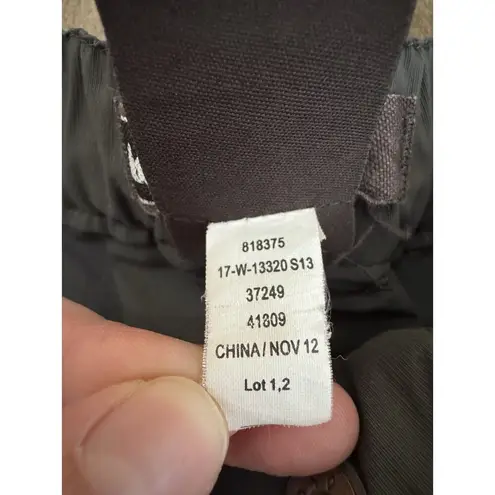 818375
17-W-13320 S13
37249
41809
CHINA / NOV 12
Lot 1,2